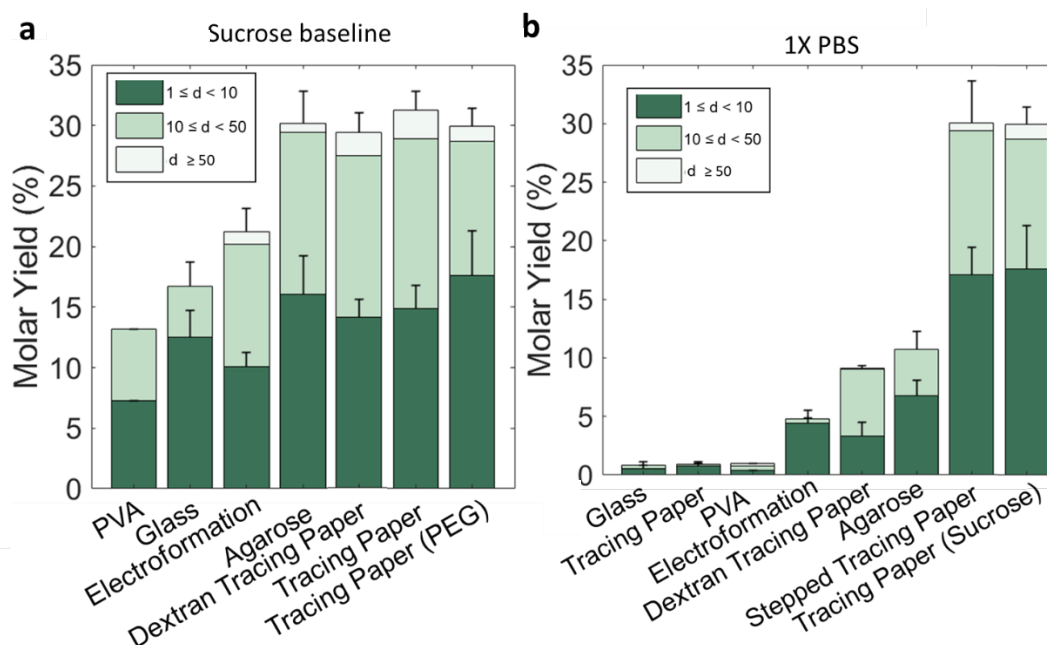 a
Sucrose baseline
Molar Yield (%)
35
30
25
20
15
10
5
0
1 ≤ d < 10
10 ≤ d < 50
d ≥ 50
PVA
Glass
Electroformation
Agarose
Dextran Tracing Paper
Tracing Paper
Tracing Paper (PEG)
b
1X PBS
Molar Yield (%)
35
30
25
20
15
10
5
0
1 ≤ d < 10
10 ≤ d < 50
d ≥ 50
Glass
Tracing Paper
PVA
Electroformation
Dextran Tracing Paper
Agarose
Stepped Tracing Paper
Tracing Paper (Sucrose)